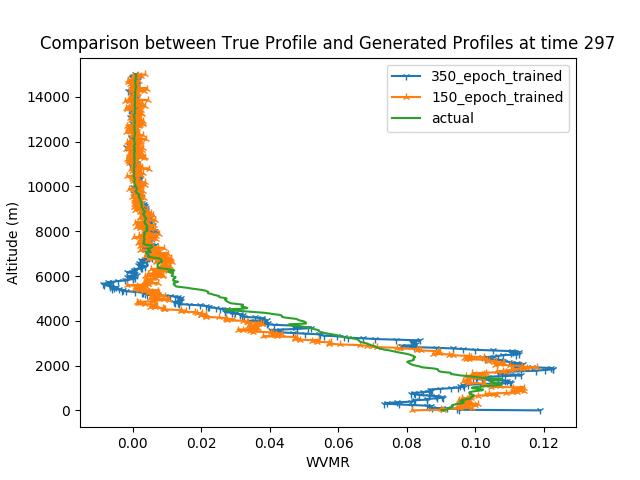 Comparison between True Profile and Generated Profiles at time 297
350_epoch_trained
150_epoch_trained
actual
14000
12000
10000
8000
6000
4000
2000
0
Altitude (m)
0.00 0.02 0.04 0.06 0.08 0.10 0.12
WVMR